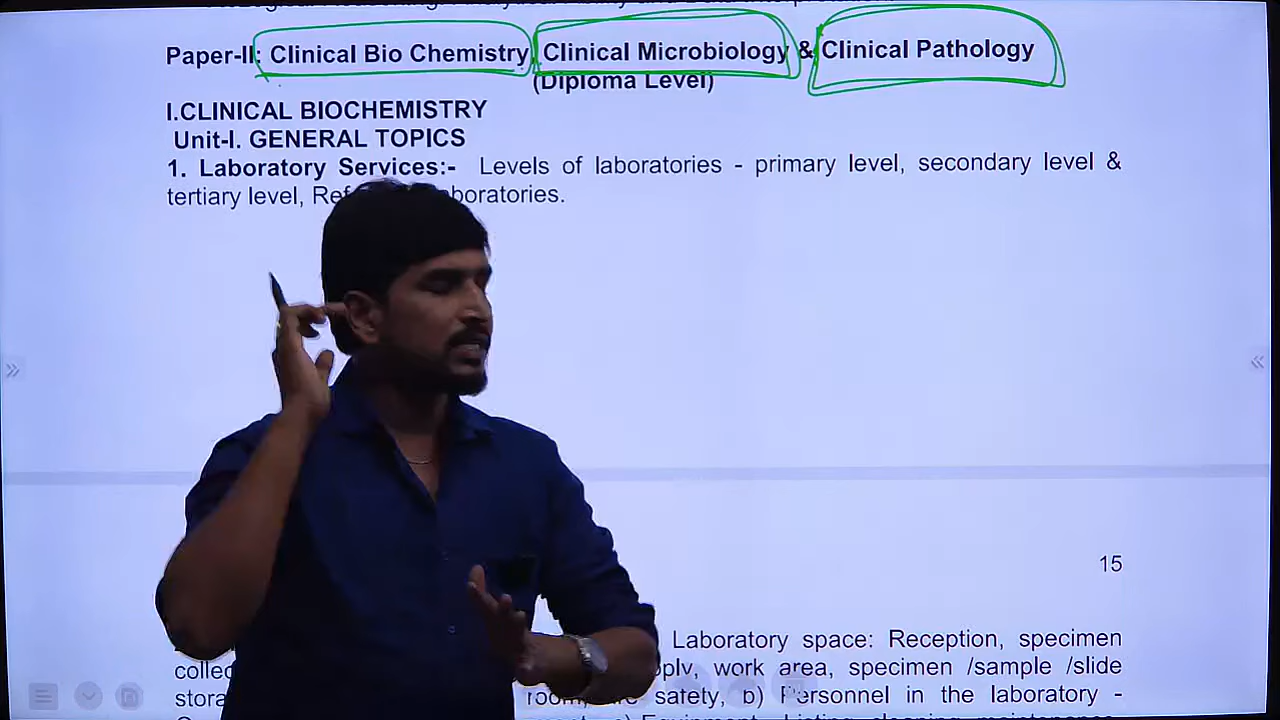 Paper-II: Clinical Bio Chemistry, Clinical Microbiology & Clinical Pathology
(Diploma Level)
I.CLINICAL BIOCHEMISTRY
Unit-I. GENERAL TOPICS
1. Laboratory Services:- Levels of laboratories - primary level, secondary level &
tertiary level, laboratories.
15
Laboratory space: Reception, specimen
work area, specimen /sample /slide
safety, b) Personnel in the laboratory -